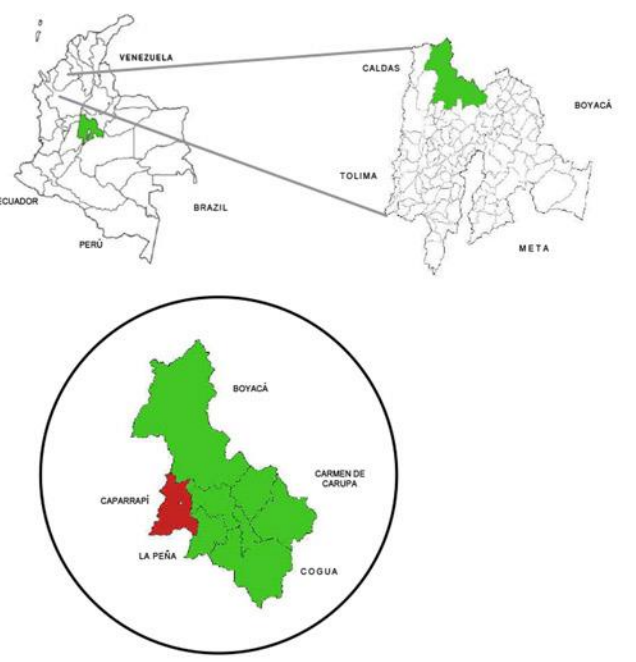 VENEZUELA
ECUADOR
BRAZIL
PERÚ
CALDAS
BOYACÁ
TOLIMA
META
BOYACÁ
CARMEN DE
CARUPA
CAPARRAPÍ
LA PEÑA
COGUA